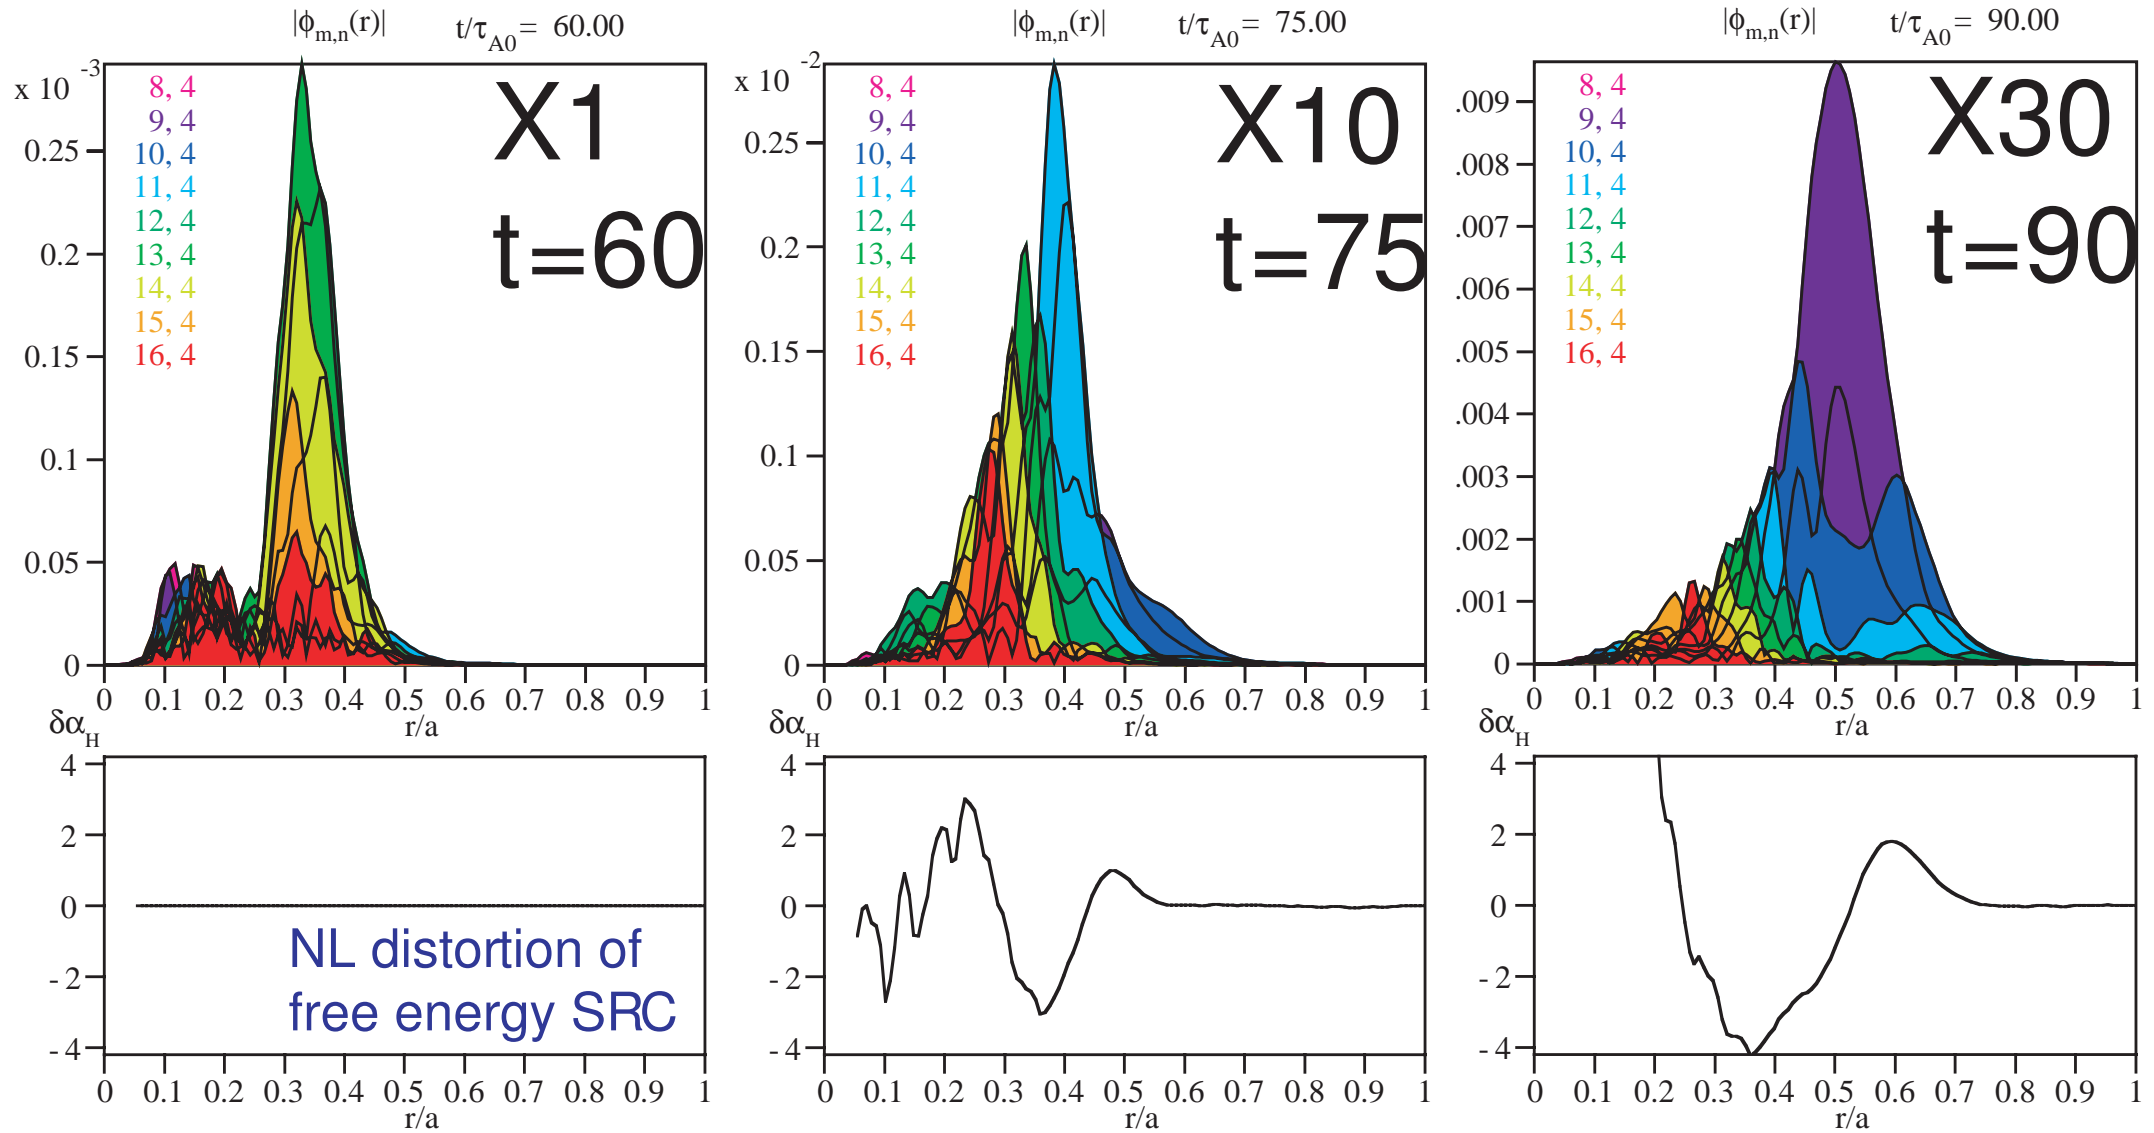 |ϕm,n(r)| t/τA0 = 60.00
x 10 -3
0.25
0.2
0.15
0.1
0.05
0
8, 4
9, 4
10, 4
11, 4
12, 4
13, 4
14, 4
15, 4
16, 4
X1
t=60
0 0.1 0.2 0.3 0.4 0.5 0.6 0.7 0.8 0.9 1
r/a
δαH
4
2
0
-2
-4
NL distortion of
free energy SRC
0 0.1 0.2 0.3 0.4 0.5 0.6 0.7 0.8 0.9 1
r/a
|ϕm,n(r)| t/τA0 = 75.00
x 10 -2
0.25
0.2
0.15
0.1
0.05
0
8, 4
9, 4
10, 4
11, 4
12, 4
13, 4
14, 4
15, 4
16, 4
X10
t=75
0 0.1 0.2 0.3 0.4 0.5 0.6 0.7 0.8 0.9 1
r/a
δαH
4
2
0
-2
-4
0 0.1 0.2 0.3 0.4 0.5 0.6 0.7 0.8 0.9 1
r/a
|ϕm,n(r)| t/τA0 = 90.00
.009
.008
.007
.006
.005
.004
.003
.002
.001
0
8, 4
9, 4
10, 4
11, 4
12, 4
13, 4
14, 4
15, 4
16, 4
X30
t=90
0 0.1 0.2 0.3 0.4 0.5 0.6 0.7 0.8 0.9 1
r/a
δαH
4
2
0
-2
-4
0 0.1 0.2 0.3 0.4 0.5 0.6 0.7 0.8 0.9 1
r/a